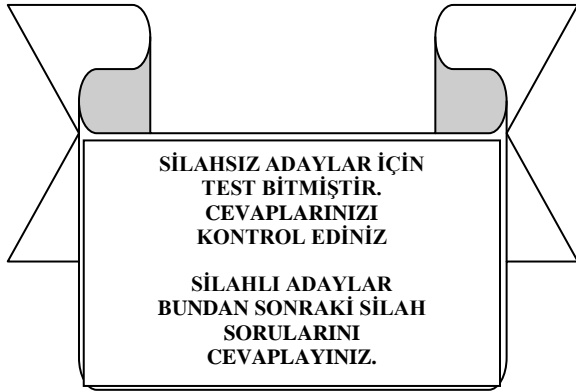 SİLAHSIZ ADAYLAR İÇİN
TEST BİTMİŞTİR.
CEVAPLARINIZI
KONTROL EDİNİZ
SİLAHLI ADAYLAR
BUNDAN SONRAKİ SİLAH
SORULARINI
CEVAPLAYINIZ.